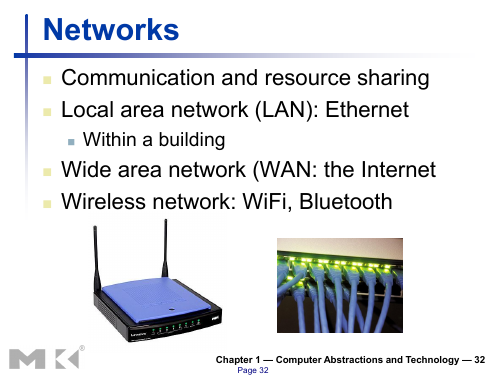 Networks
Communication and resource sharing
Local area network (LAN): Ethernet
Within a building
Wide area network (WAN: the Internet
Wireless network: WiFi, Bluetooth
MK®
Chapter 1 — Computer Abstractions and Technology — 32
Page 32